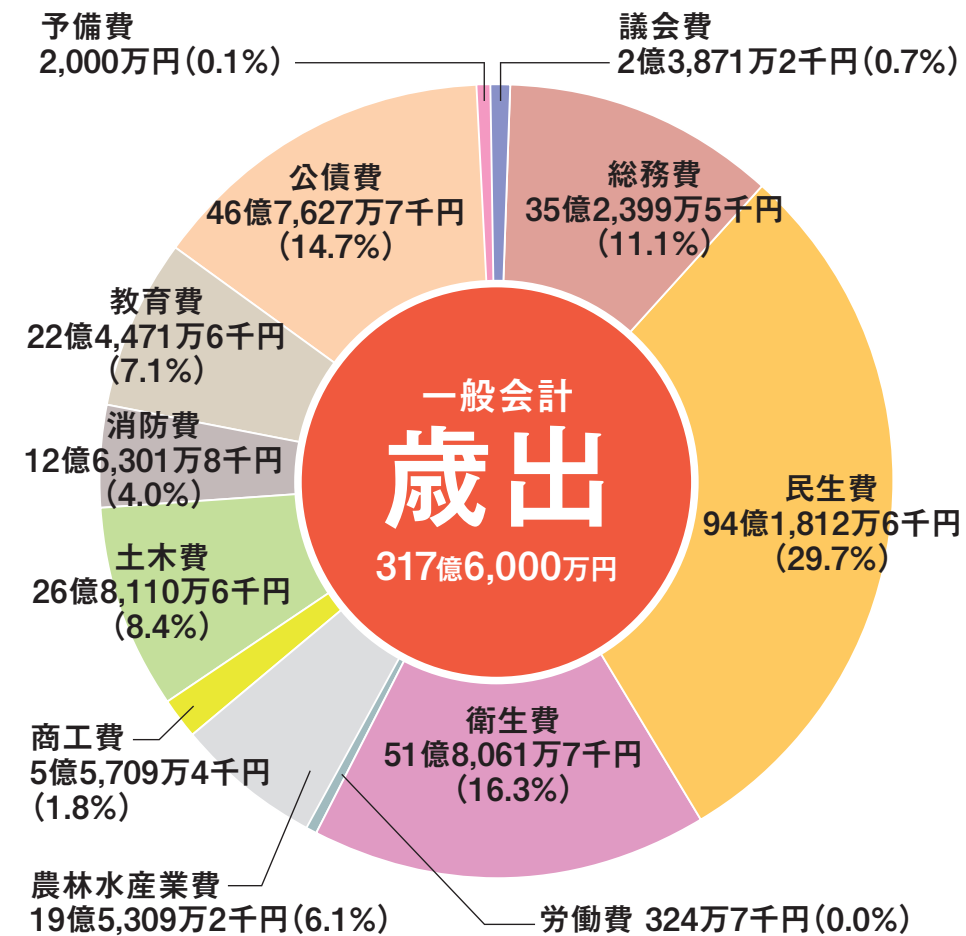 予備費
2,000万円(0.1%)
議会費
2億3,871万2千円(0.7%)
公債費
46億7,627万7千円
(14.7%)
総務費
35億2,399万5千円
(11.1%)
教育費
22億4,471万6千円
(7.1%)
一般会計
歳出
317億6,000万円
消防費
12億6,301万8千円
(4.0%)
民生費
94億1,812万6千円
(29.7%)
土木費
26億8,110万6千円
(8.4%)
衛生費
51億8,061万7千円
(16.3%)
商工費
5億5,709万4千円
(1.8%)
農林水産業費
19億5,309万2千円(6.1%)
労働費 324万7千円(0.0%)